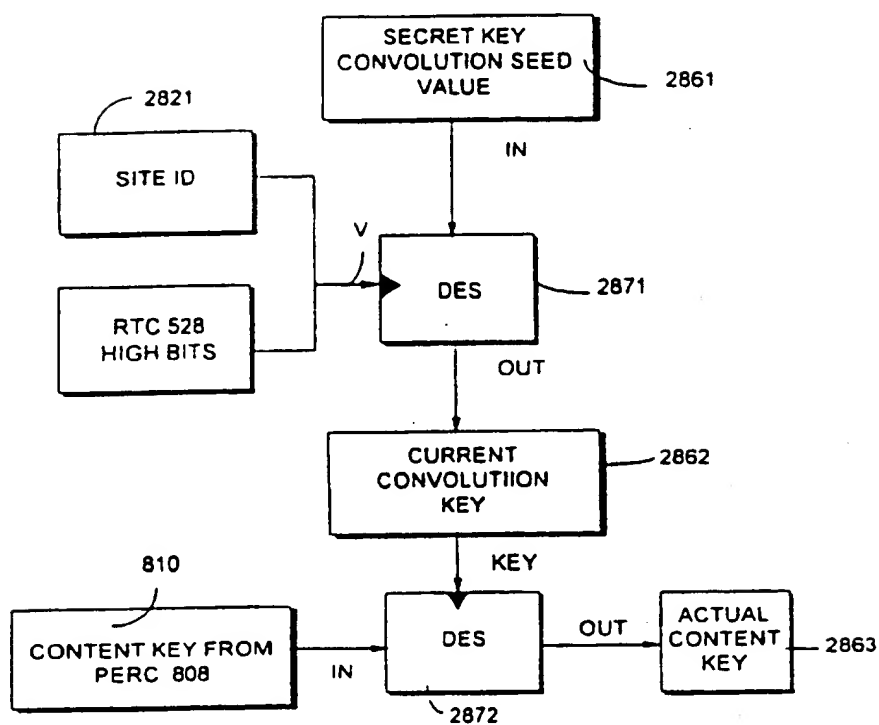 SECRET KEY
CONVOLUTION SEED
VALUE
2861
2821
SITE ID
IN
V
DES
2871
RTC 528
HIGH BITS
OUT
CURRENT
CONVOLUTIION
KEY
2862
KEY
810
CONTENT KEY FROM
PERC 808
IN
DES
OUT
ACTUAL
CONTENT
KEY
2863
2872